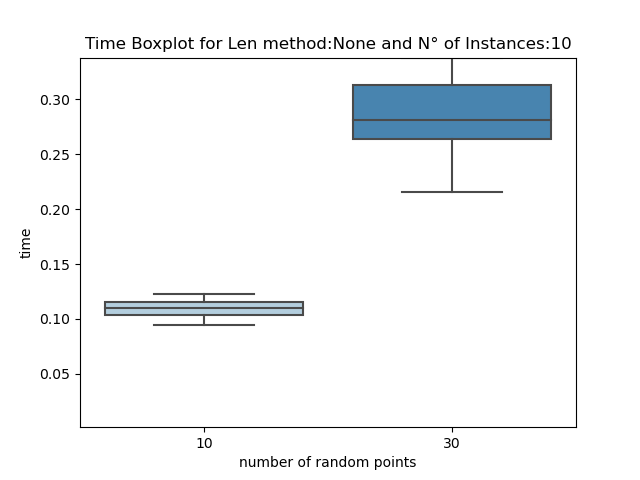 Time Boxplot for Len method:None and N° of Instances:10
0.30
0.25
0.20
0.15
0.10
0.05
time
10 30
number of random points